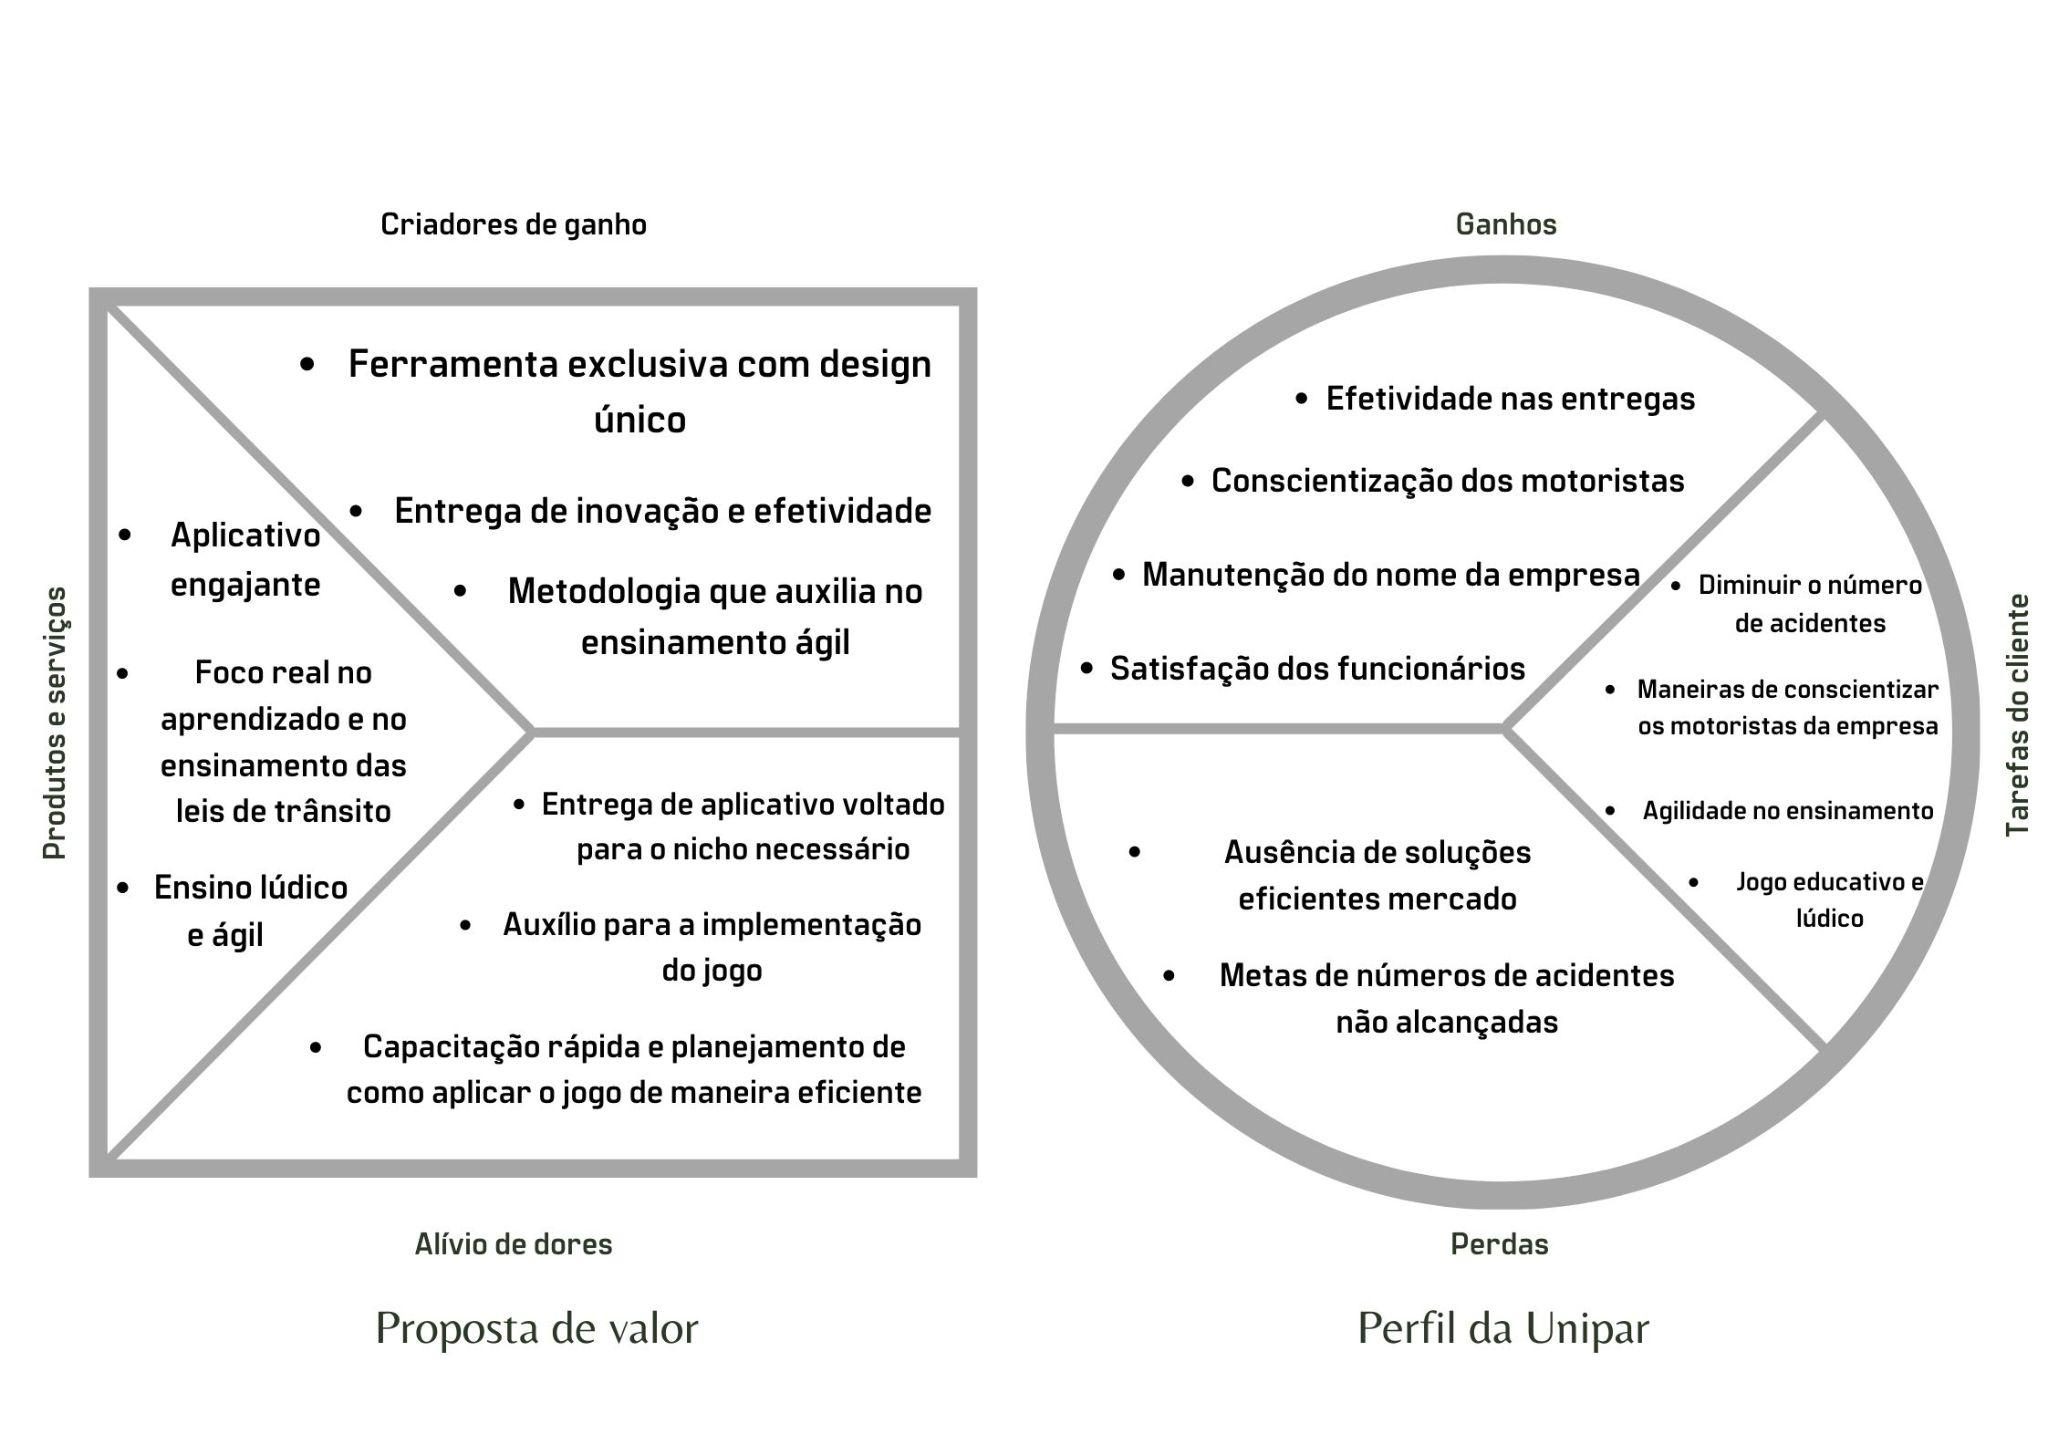 Criadores de ganho
• Ferramenta exclusiva com design
único
• Entrega de inovação e efetividade
• Metodologia que auxilia no
ensinamento ágil
Produtos e serviços
• Aplicativo
engajante
• Foco real no
aprendizado e no
ensinamento das
leis de trânsito
• Ensino lúdico
e ágil
• Entrega de aplicativo voltado
para o nicho necessário
• Auxílio para a implementação
do jogo
• Capacitação rápida e planejamento de
como aplicar o jogo de maneira eficiente
Alívio de dores
Proposta de valor
Ganhos
• Efetividade nas entregas
• Conscientização dos motoristas
• Manutenção do nome da empresa
• Satisfação dos funcionários
• Diminuir o número
de acidentes
• Maneiras de conscientizar
os motoristas da empresa
• Agilidade no ensinamento
• Jogo educativo e
lúdico
Tarefas do cliente
• Ausência de soluções
eficientes mercado
• Metas de números de acidentes
não alcançadas
Perdas
Perfil da Unipar